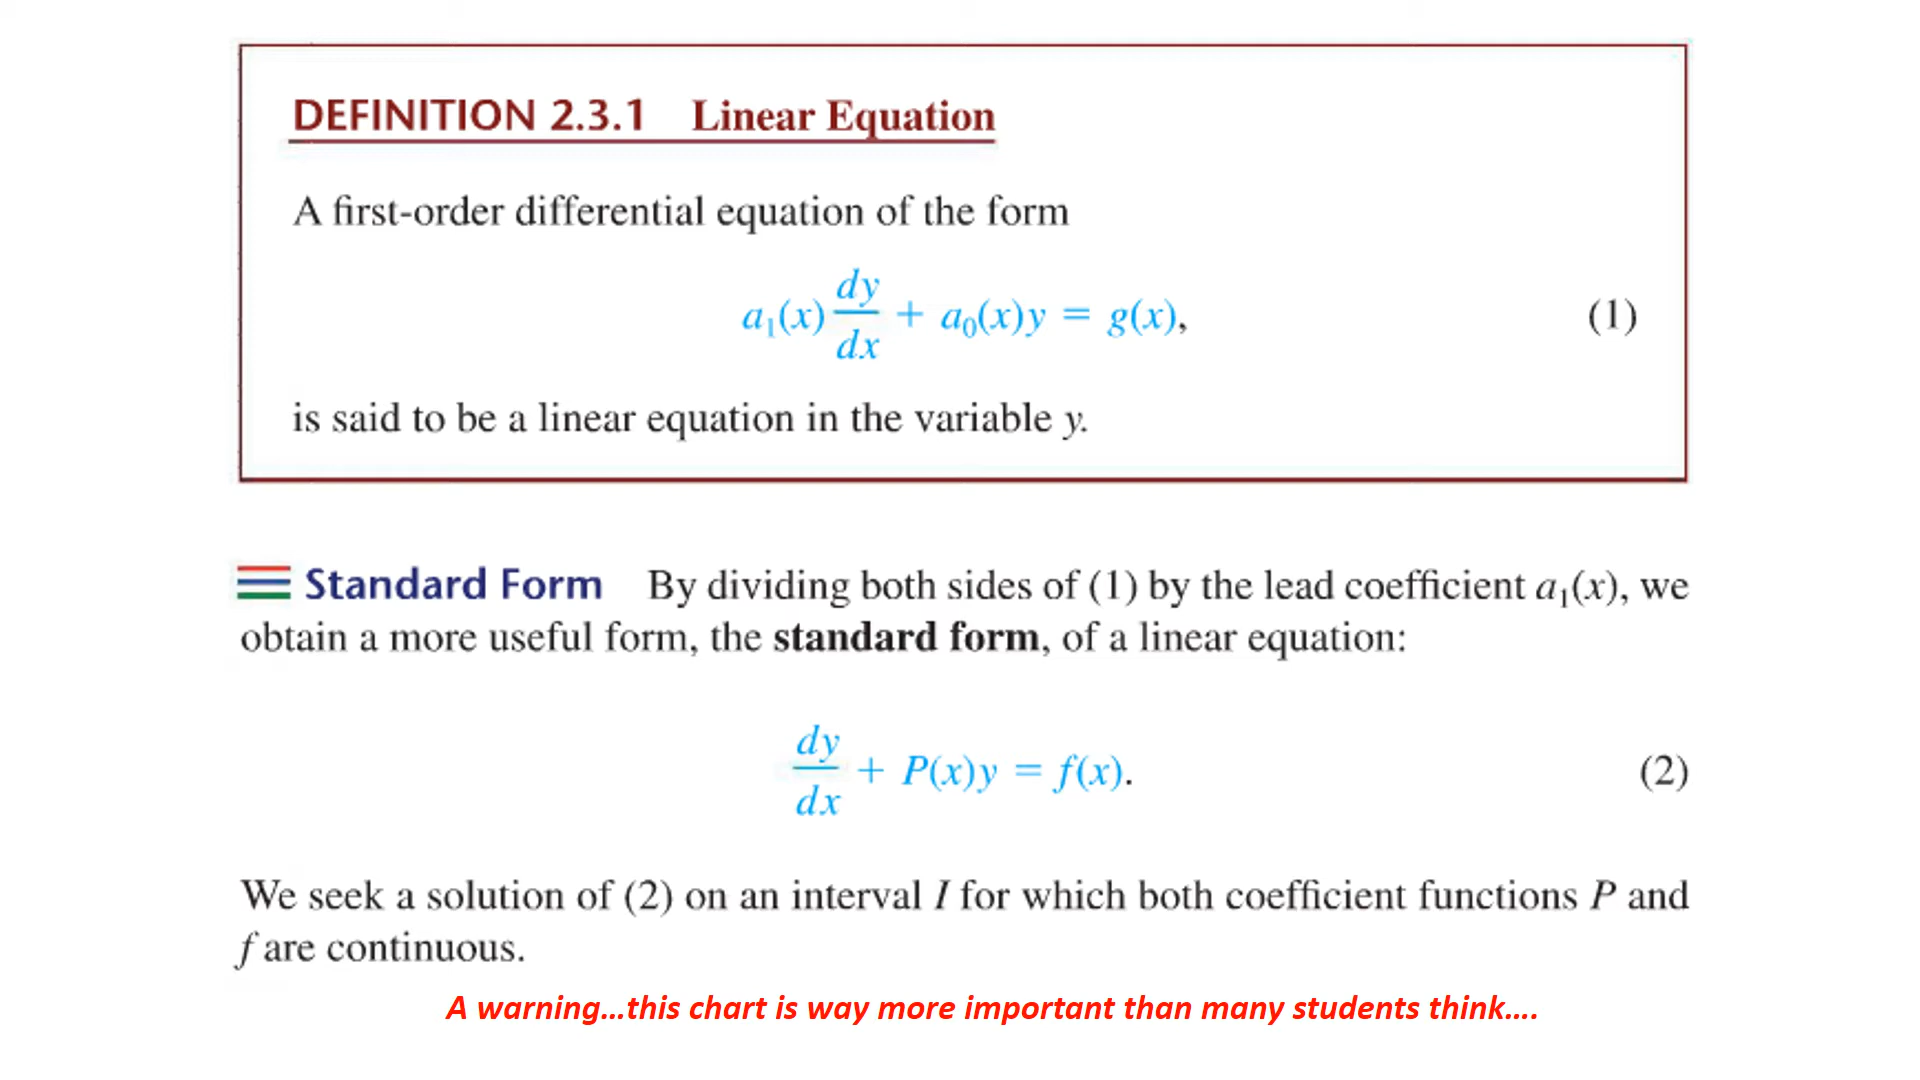 DEFINITION 2.3.1 Linear Equation
A first-order differential equation of the form
a₁(x) dy/dx + a₀(x)y = g(x), (1)
is said to be a linear equation in the variable y.
Standard Form By dividing both sides of (1) by the lead coefficient a₁(x), we
obtain a more useful form, the standard form, of a linear equation:
dy/dx + P(x)y = f(x). (2)
We seek a solution of (2) on an interval I for which both coefficient functions P and
f are continuous.
A warning...this chart is way more important than many students think....